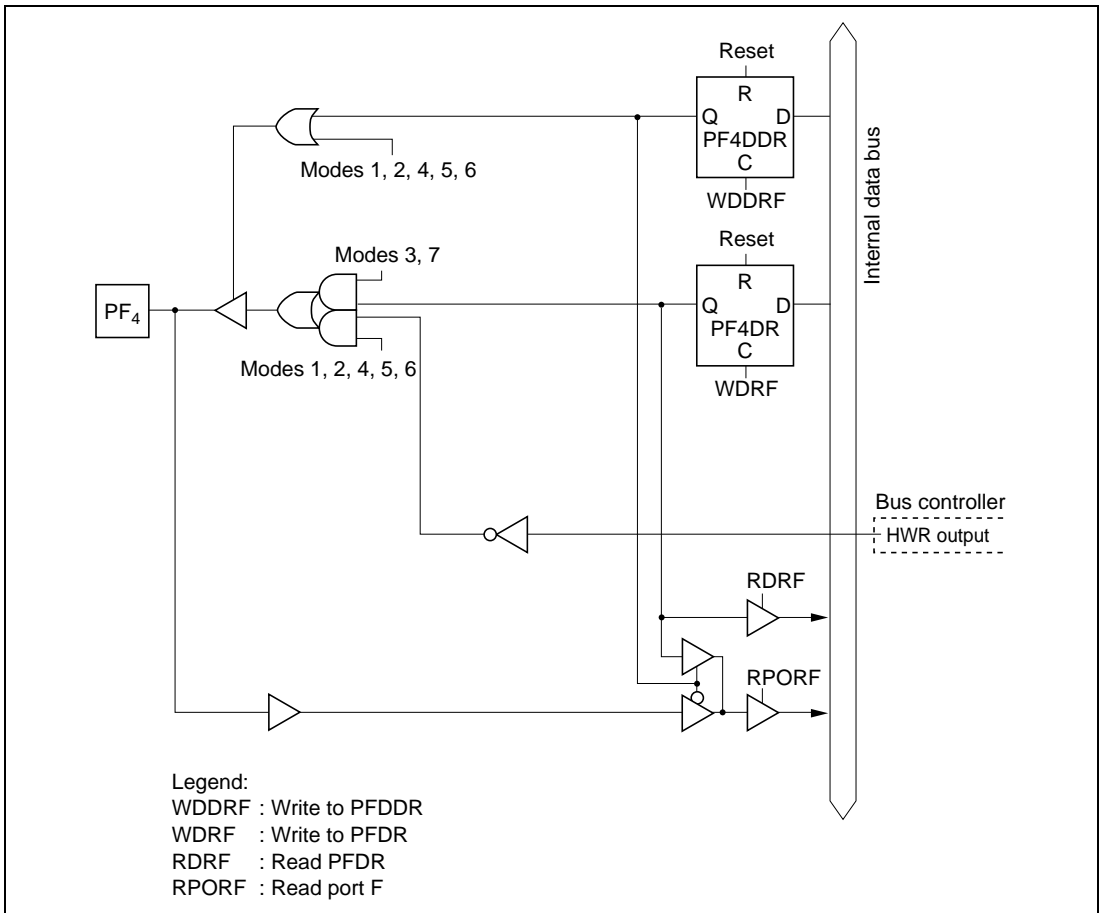 Reset
R
Q D
PF4DDR
C
WDDRF
Modes 1, 2, 4, 5, 6
Internal data bus
Reset
R
Q D
PF4DR
C
WDRF
Modes 3, 7
PF4
Modes 1, 2, 4, 5, 6
Bus controller
HWR output
RDRF
RPORF
Legend:
WDDRF : Write to PFDDR
WDRF : Write to PFDR
RDRF : Read PFDR
RPORF : Read port F